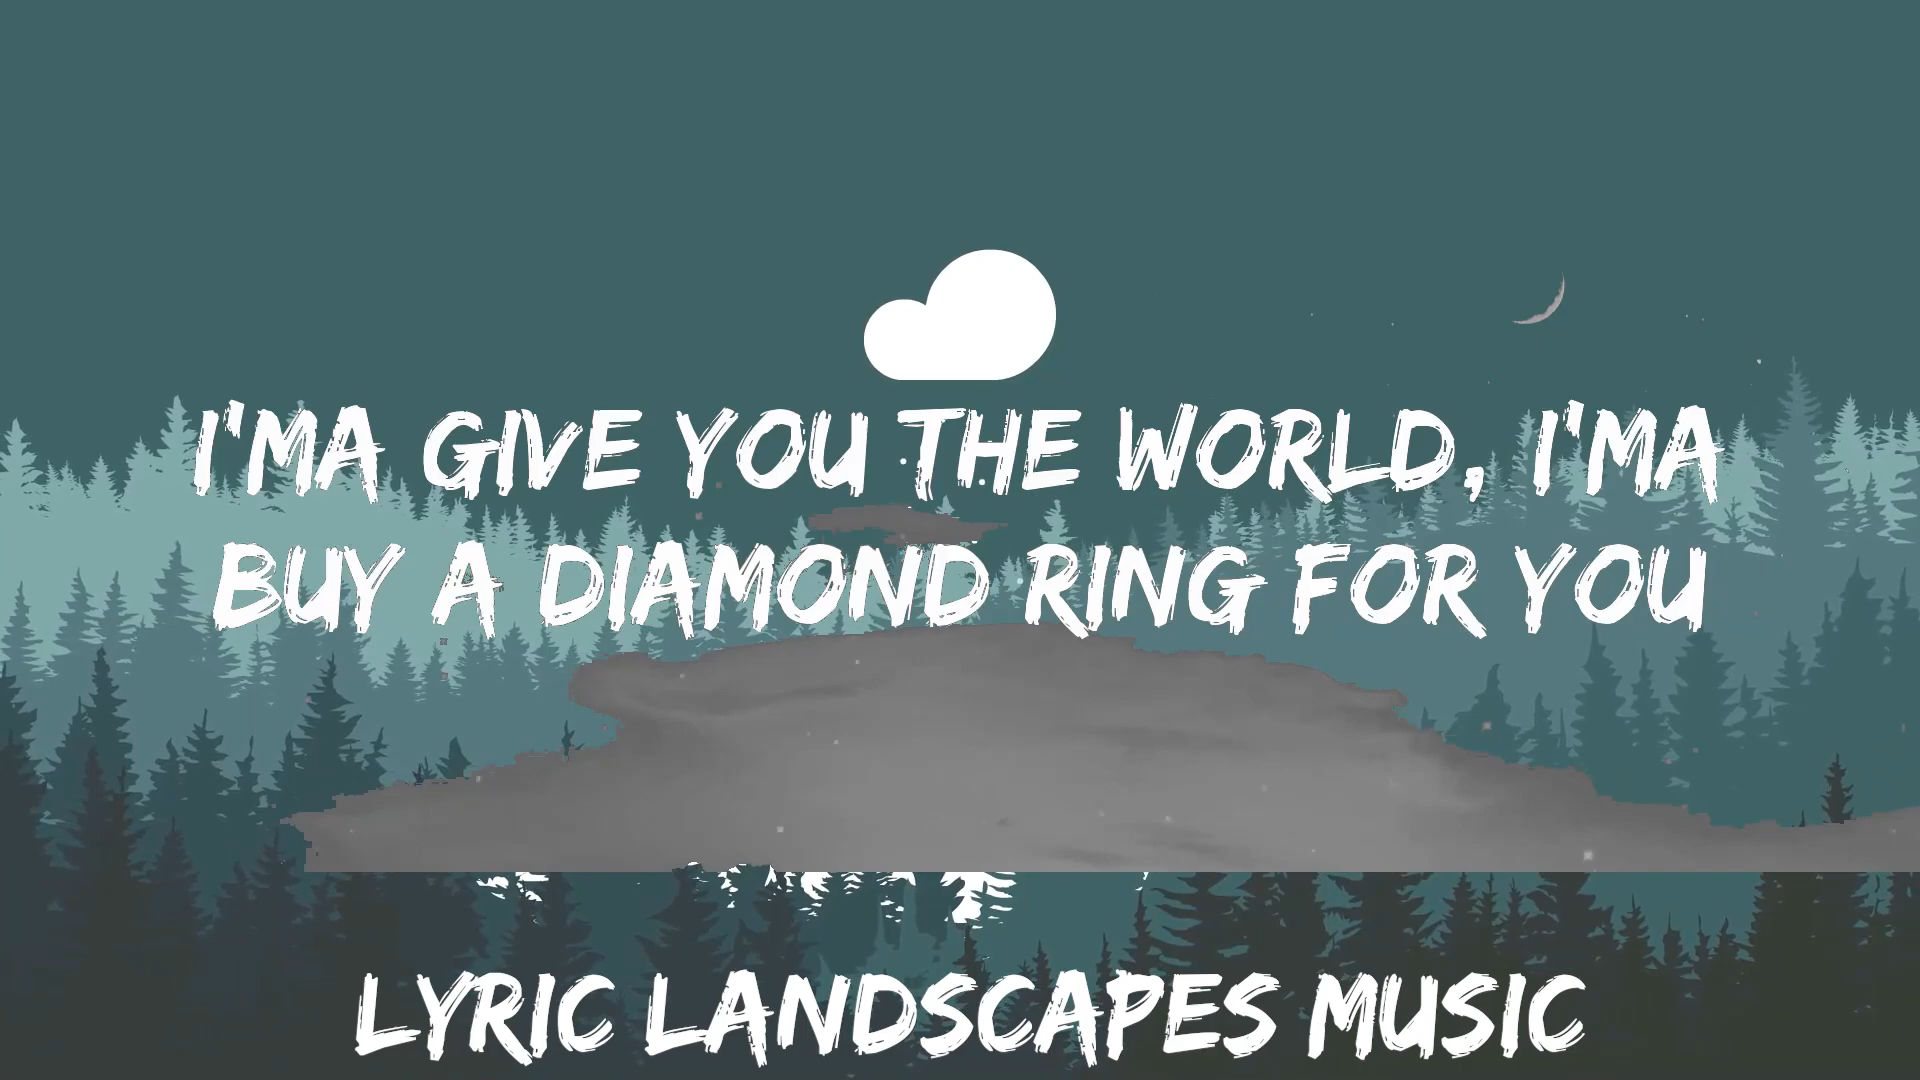 I'MA GIVE YOU THE WORLD, I'MA
BUY A DIAMOND RING FOR YOU
LYRIC LANDSCAPES MUSIC